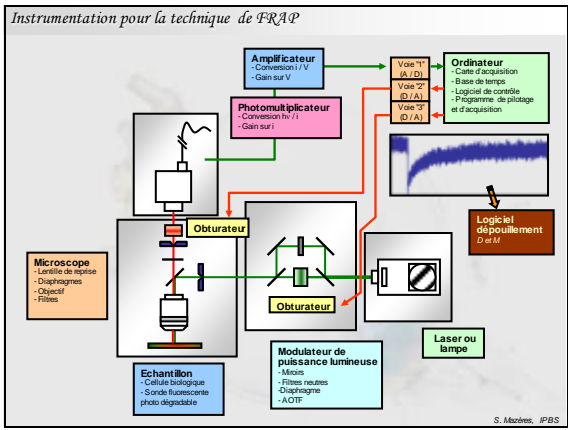 Instrumentation pour la technique de FRAP
Amplificateur
- Conversion i / V
- Gain sur V
Voie "1"
(A / D)
Voie "2"
(D / A)
Voie "3"
(D / A)
Ordinateur
- Carte d'acquisition
- Base de temps
- Logiciel de contrôle
- Programme de pilotage
et d'acquisition
Photomultiplicateur
- Conversion hν / i
- Gain sur i
Obturateur
Logiciel
dépouillement
D et M
Microscope
- Lentille de reprise
- Diaphragmes
- Objectif
- Filtres
Obturateur
Laser ou
lampe
Echantillon
- Cellule biologique
- Sonde fluorescente
photo dégradable
Modulateur de
puissance lumineuse
- Miroirs
- Filtres neutres
-Diaphragme
- AOTF
S. Mazères, IPBS